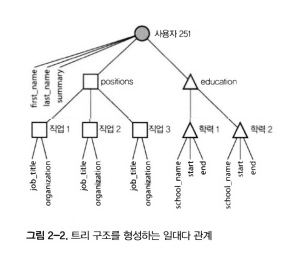 사용자 251
first_name
last_name
summary
positions
education
직업 1
직업 2
직업 3
학력 1
학력 2
job_title
organization
job_title
organization
job_title
organization
school_name
start
end
school_name
start
end
그림 2-2. 트리 구조를 형성하는 일대다 관계